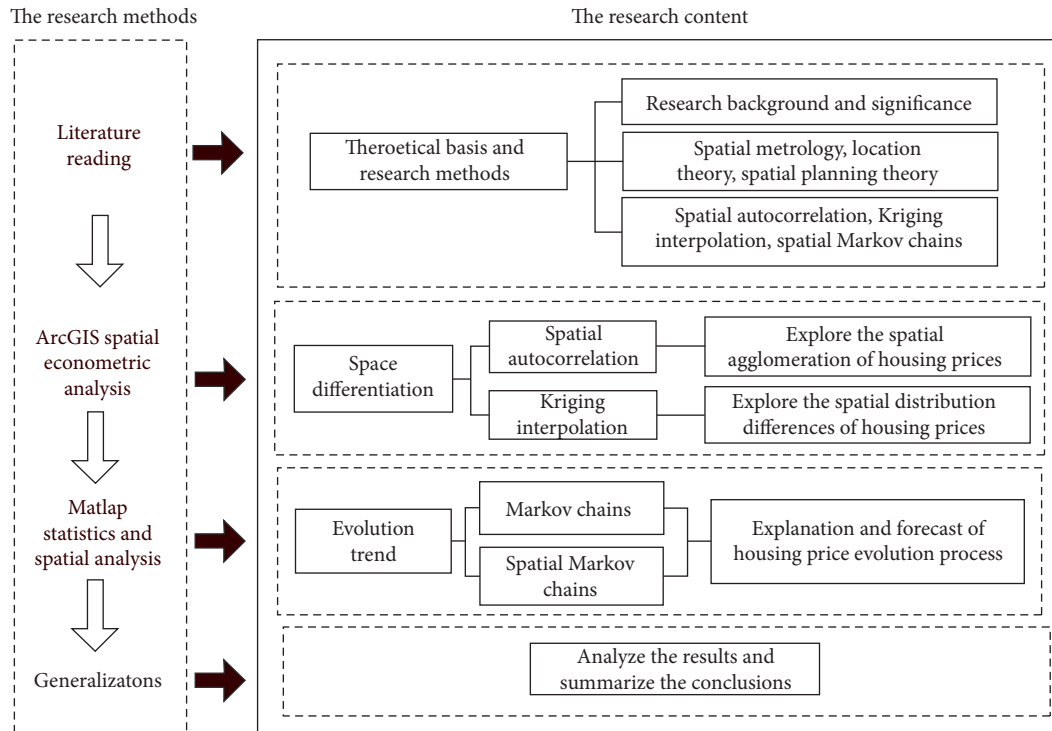 The research methods
The research content
Literature
reading
Theroetical basis and
research methods
Research background and significance
Spatial metrology, location
theory, spatial planning theory
Spatial autocorrelation, Kriging
interpolation, spatial Markov chains
ArcGIS spatial
econometric
analysis
Space
differentiation
Spatial
autocorrelation
Explore the spatial
agglomeration of housing prices
Kriging
interpolation
Explore the spatial distribution
differences of housing prices
Matlap
statistics and
spatial analysis
Evolution
trend
Markov chains
Spatial Markov
chains
Explanation and forecast of
housing price evolution process
Generalizatons
Analyze the results and
summarize the conclusions